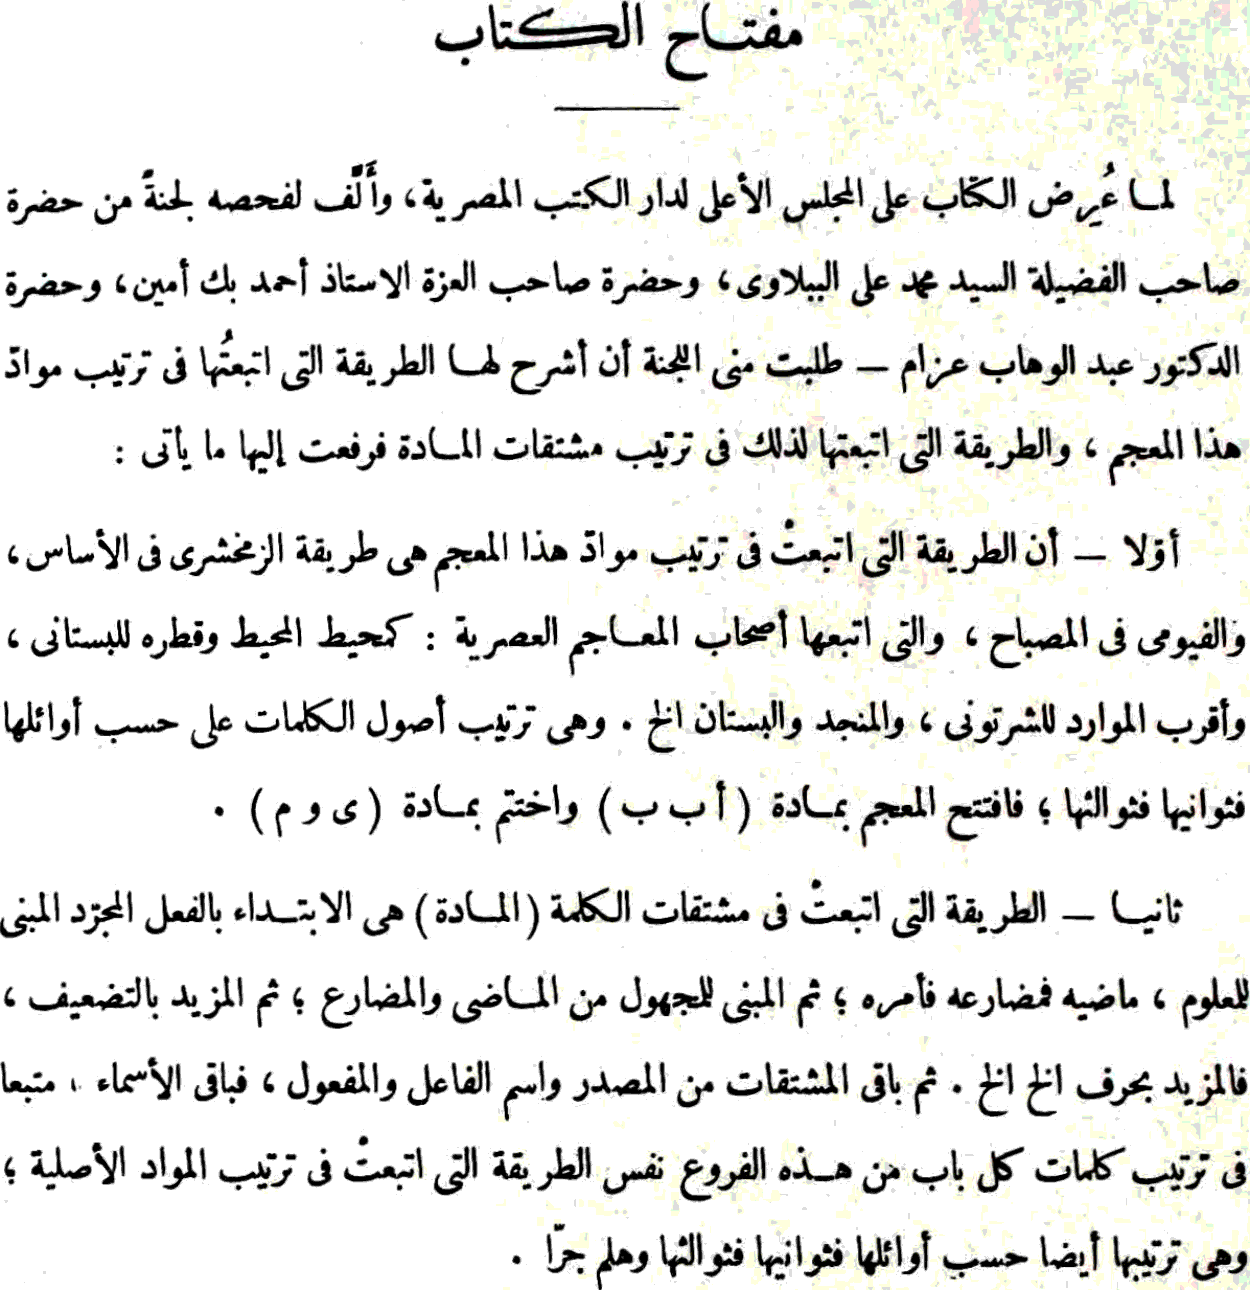 مفتاح الكتاب
لما عُرِض الكتاب على المجلس الأعلى لدار الكتب المصرية، وأَلَّف لفحصه لجنةً من حضرة
صاحب الفضيلة السيد محمد على الببلاوى، وحضرة صاحب العزة الاستاذ أحمد بك أمين، وحضرة
الدكتور عبد الوهاب عزام — طلبت منى اللجنة أن أشرح لها الطريقة التى اتبعتُها فى ترتيب موادّ
هذا المعجم ، والطريقة التى اتبعتها لذلك فى ترتيب مشتقات المادة فرفعت إليها ما يأتى :
أوّلا — أن الطريقة التى اتبعتْ فى ترتيب موادّ هذا المعجم هى طريقة الزمخشرى فى الأساس،
والفيومى فى المصباح ، والتى اتبعها أصحاب المعاجم العصرية : كمحيط المحيط وقطره للبستانى ،
وأقرب الموارد للشرتونى ، والمنجد والبستان الخ . وهى ترتيب أصول الكلمات على حسب أوائلها
فثوانيها فثوالثها ؛ فافتتح المعجم بمادة ( أ ب ب ) واختتم بمادة ( ى و م ) .
ثانيا — الطريقة التى اتبعتْ فى مشتقات الكلمة (المادة) هى الابتداء بالفعل المجرّد المبنى
للمعلوم ، ماضيه فمضارعه فأمره ؛ ثم المبنى للمجهول من الماضى والمضارع ؛ ثم المزيد بالتضعيف ،
فالمزيد بحرف الخ الخ . ثم باقى المشتقات من المصدر واسم الفاعل والمفعول ، فباقى الأسماء ، متبعا
فى ترتيب كلمات كل باب من هذه الفروع نفس الطريقة التى اتبعتْ فى ترتيب المواد الأصلية ؛
وهى ترتيبها أيضا حسب أوائلها فثوانيها فثوالثها وهلم جرّا .